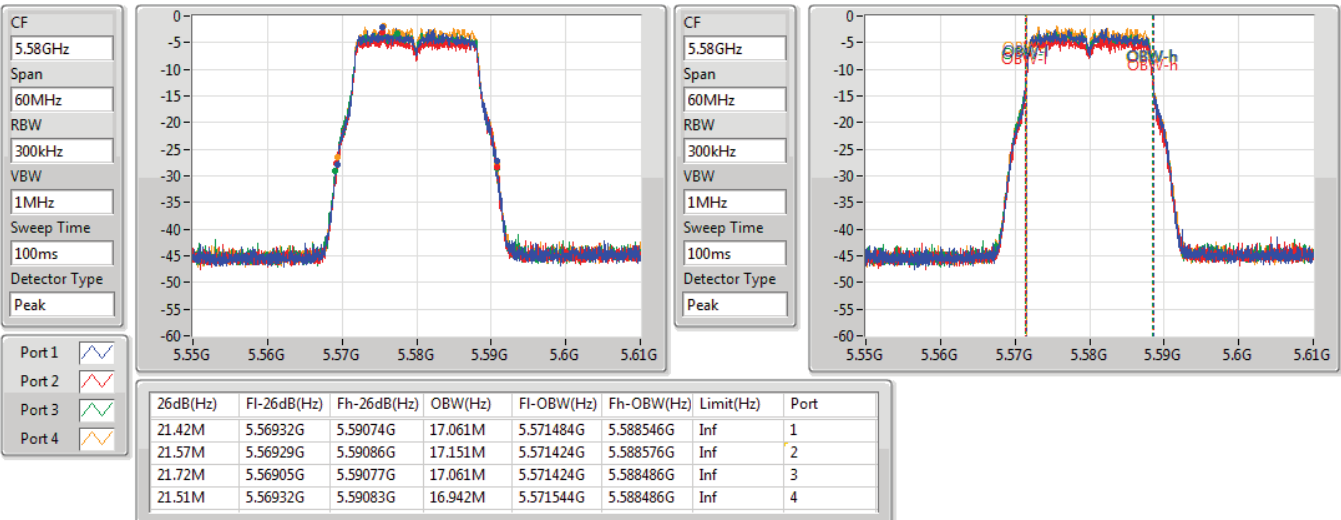 CF
5.58GHz
Span
60MHz
RBW
300kHz
VBW
1MHz
Sweep Time
100ms
Detector Type
Peak
0
-5
-10
-15
-20
-25
-30
-35
-40
-45
-50
-55
-60
5.55G 5.56G 5.57G 5.58G 5.59G 5.6G 5.61G
CF
5.58GHz
Span
60MHz
RBW
300kHz
VBW
1MHz
Sweep Time
100ms
Detector Type
Peak
0
-5
-10
-15
-20
-25
-30
-35
-40
-45
-50
-55
-60
OBW-l
OBW-h
OBW-h
5.55G 5.56G 5.57G 5.58G 5.59G 5.6G 5.61G
Port 1
Port 2
Port 3
Port 4
26dB(Hz) Fl-26dB(Hz) Fh-26dB(Hz) OBW(Hz) Fl-OBW(Hz) Fh-OBW(Hz) Limit(Hz) Port
21.42M 5.56932G 5.59074G 17.061M 5.571484G 5.588546G Inf 1
21.57M 5.56929G 5.59086G 17.151M 5.571424G 5.588576G Inf 2
21.72M 5.56905G 5.59077G 17.061M 5.571424G 5.588486G Inf 3
21.51M 5.56932G 5.59083G 16.942M 5.571544G 5.588486G Inf 4